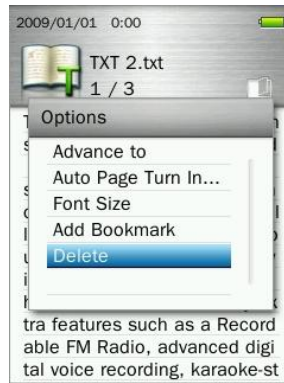 2009/01/01 0:00
TXT 2.txt
1 / 3
Options
Advance to
Auto Page Turn In...
Font Size
Add Bookmark
Delete
tra features such as a Record
able FM Radio, advanced digi
tal voice recording, karaoke-st